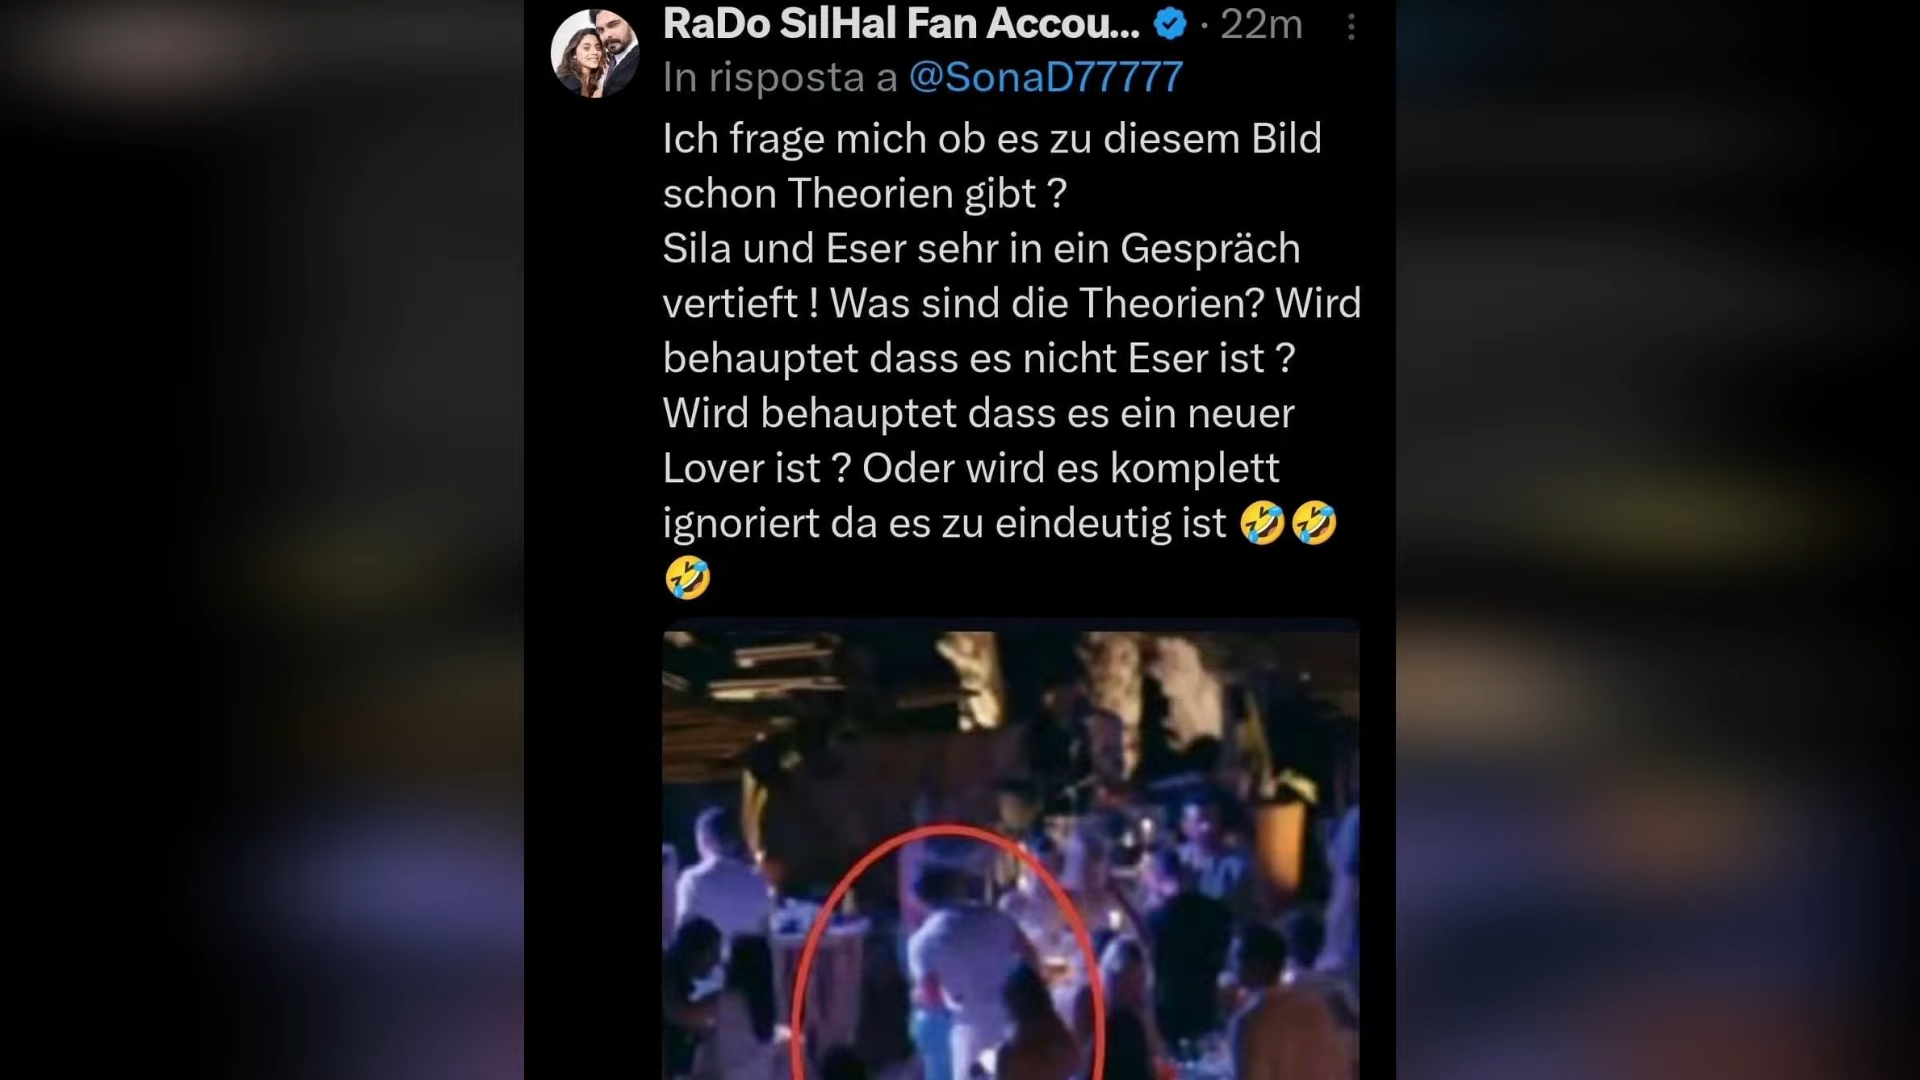 RaDo SılHal Fan Accou... · 22m
In risposta a @SonaD77777
Ich frage mich ob es zu diesem Bild
schon Theorien gibt ?
Sila und Eser sehr in ein Gespräch
vertieft ! Was sind die Theorien? Wird
behauptet dass es nicht Eser ist ?
Wird behauptet dass es ein neuer
Lover ist ? Oder wird es komplett
ignoriert da es zu eindeutig ist 🤣🤣
🤣